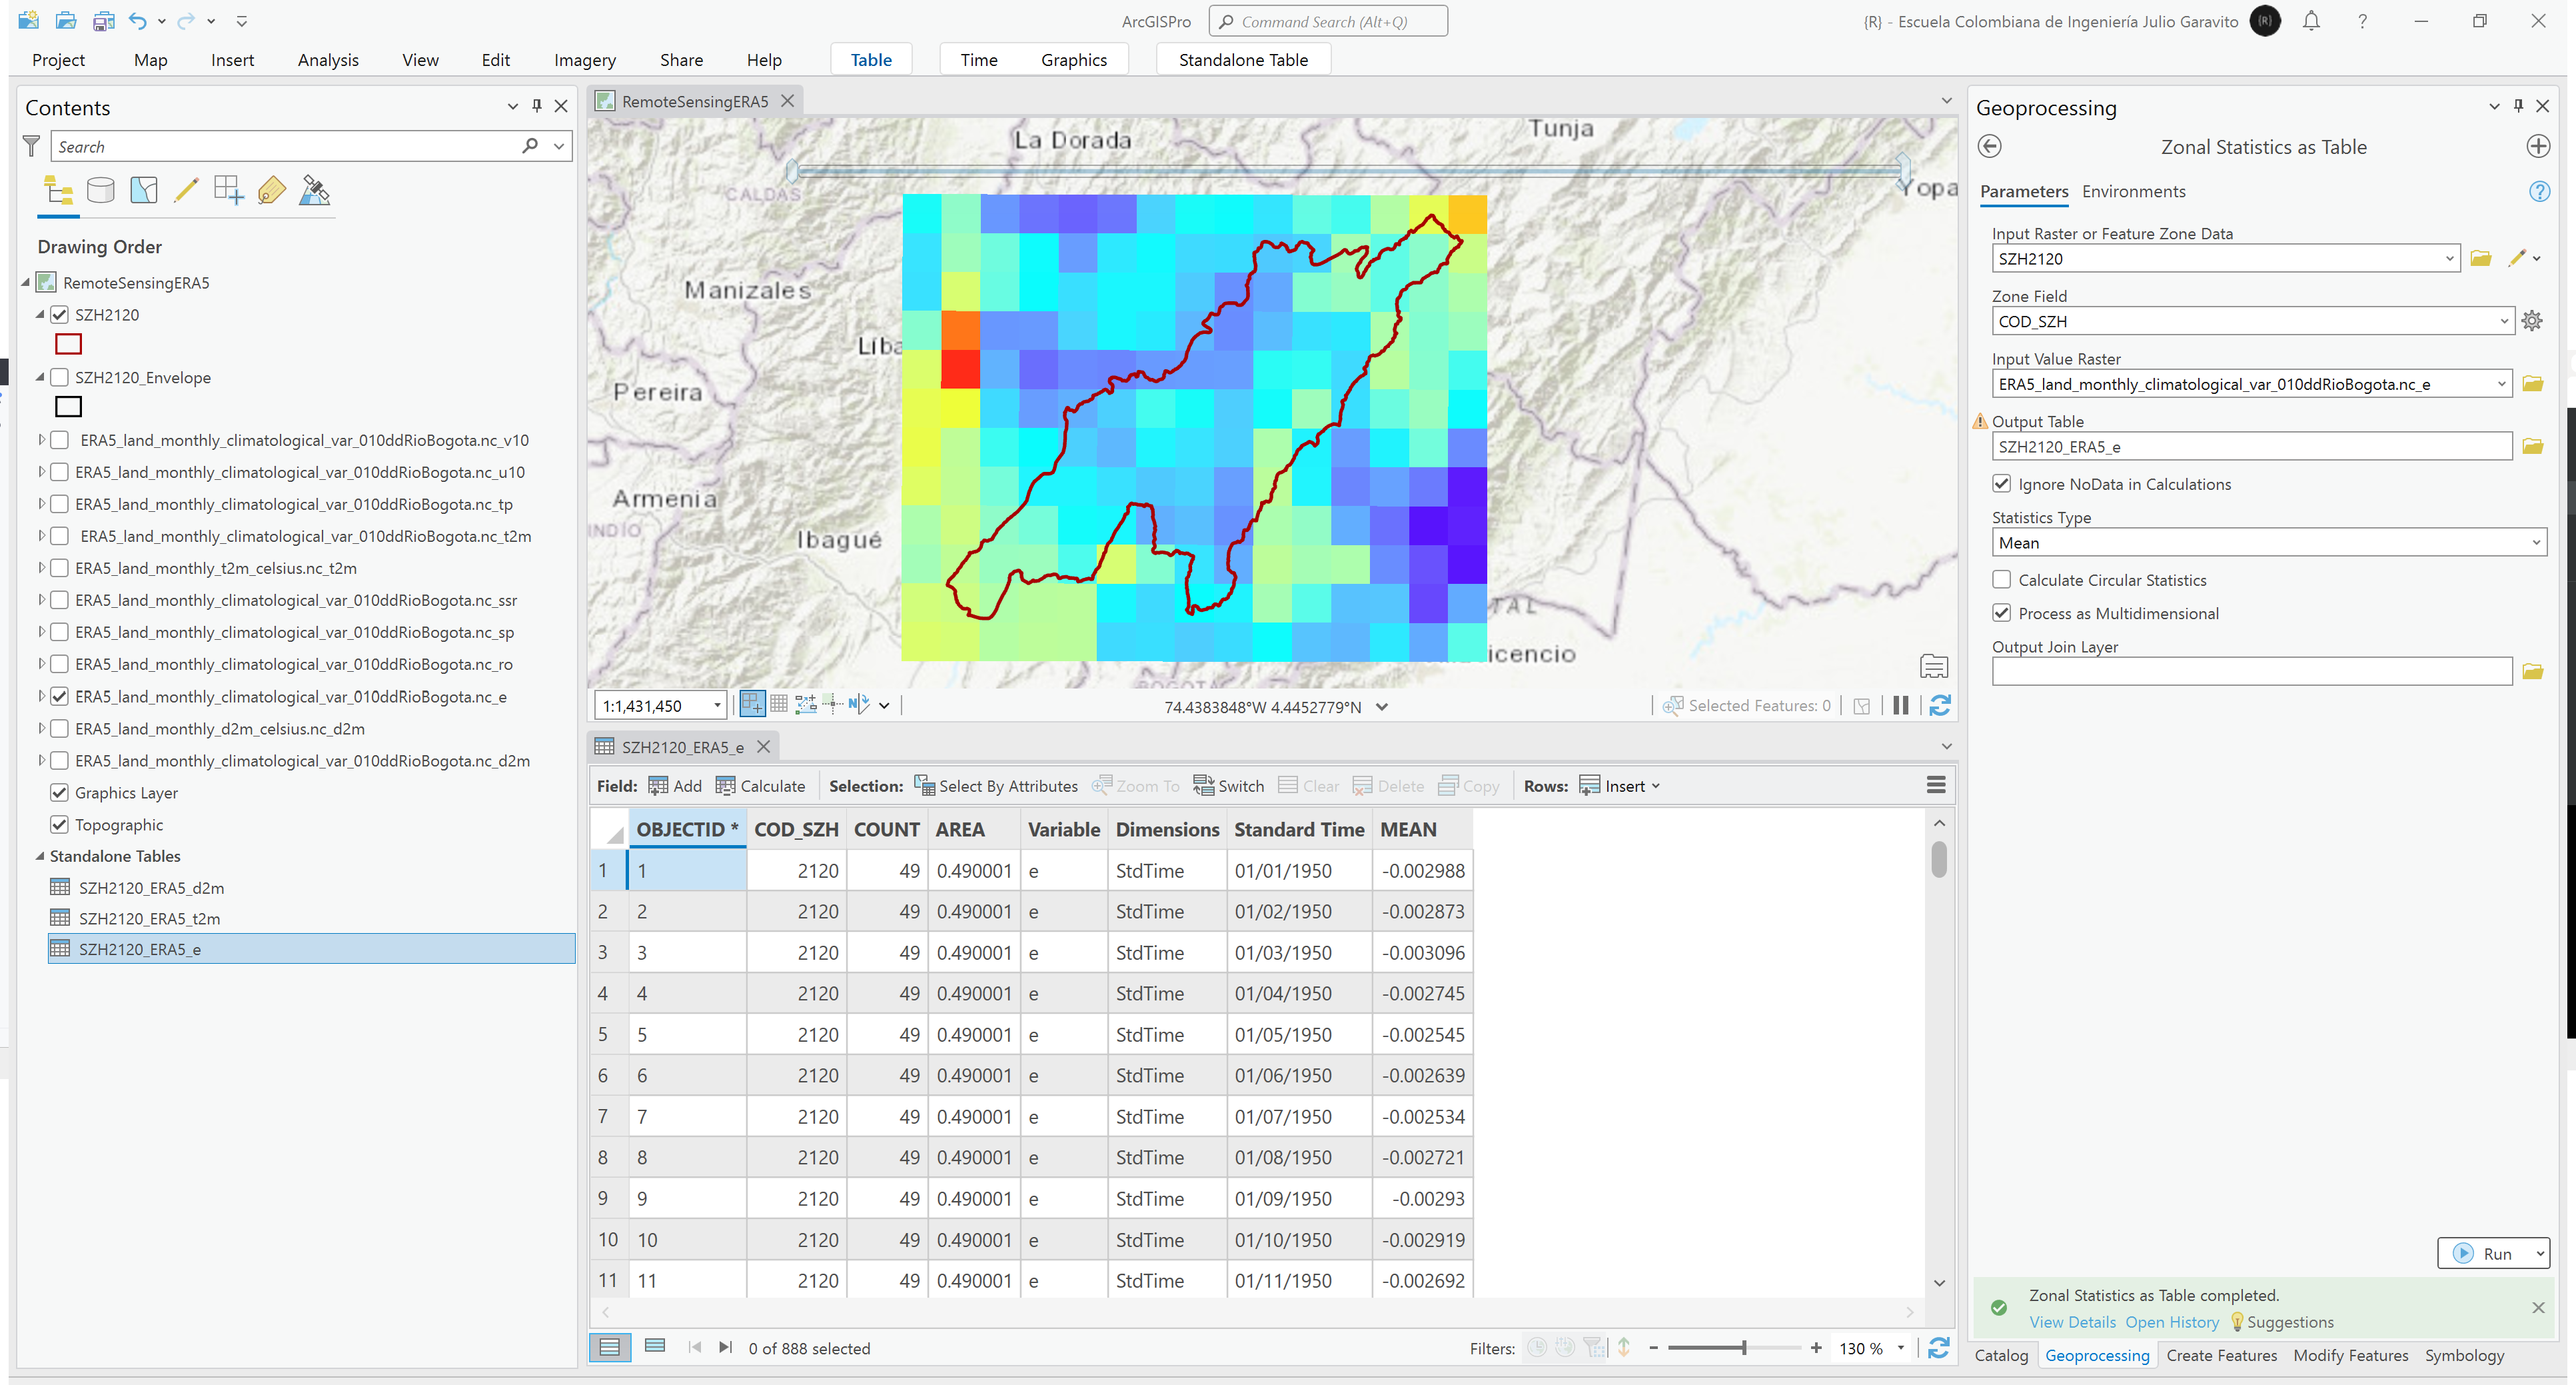 ArcGISPro
Command Search (Alt+Q)
{R} - Escuela Colombiana de Ingeniería Julio Garavito
{R}
Project Map Insert Analysis View Edit Imagery Share Help Table Time Graphics Standalone Table
Contents
Search
Drawing Order
RemoteSensingERA5
SZH2120
SZH2120_Envelope
ERA5_land_monthly_climatological_var_010ddRioBogota.nc_v10
ERA5_land_monthly_climatological_var_010ddRioBogota.nc_u10
ERA5_land_monthly_climatological_var_010ddRioBogota.nc_tp
ERA5_land_monthly_climatological_var_010ddRioBogota.nc_t2m
ERA5_land_monthly_t2m_celsius.nc_t2m
ERA5_land_monthly_climatological_var_010ddRioBogota.nc_ssr
ERA5_land_monthly_climatological_var_010ddRioBogota.nc_sp
ERA5_land_monthly_climatological_var_010ddRioBogota.nc_ro
ERA5_land_monthly_climatological_var_010ddRioBogota.nc_e
ERA5_land_monthly_d2m_celsius.nc_d2m
ERA5_land_monthly_climatological_var_010ddRioBogota.nc_d2m
Graphics Layer
Topographic
Standalone Tables
SZH2120_ERA5_d2m
SZH2120_ERA5_t2m
SZH2120_ERA5_e
RemoteSensingERA5
La Dorada
Tunja
CALDAS
Yopa
Manizales
Líba
Pereira
Armenia
INDÍO
Ibagué
TAL
icencio
BOGOTA
1:1,431,450
74.4383848°W 4.4452779°N
Selected Features: 0
SZH2120_ERA5_e
Field: Add Calculate Selection: Select By Attributes Zoom To Switch Clear Delete Copy Rows: Insert
OBJECTID * COD_SZH COUNT AREA Variable Dimensions Standard Time MEAN
1 1 2120 49 0.490001 e StdTime 01/01/1950 -0.002988
2 2 2120 49 0.490001 e StdTime 01/02/1950 -0.002873
3 3 2120 49 0.490001 e StdTime 01/03/1950 -0.003096
4 4 2120 49 0.490001 e StdTime 01/04/1950 -0.002745
5 5 2120 49 0.490001 e StdTime 01/05/1950 -0.002545
6 6 2120 49 0.490001 e StdTime 01/06/1950 -0.002639
7 7 2120 49 0.490001 e StdTime 01/07/1950 -0.002534
8 8 2120 49 0.490001 e StdTime 01/08/1950 -0.002721
9 9 2120 49 0.490001 e StdTime 01/09/1950 -0.00293
10 10 2120 49 0.490001 e StdTime 01/10/1950 -0.002919
11 11 2120 49 0.490001 e StdTime 01/11/1950 -0.002692
0 of 888 selected
Filters:
130 %
Geoprocessing
Zonal Statistics as Table
Parameters Environments
Input Raster or Feature Zone Data
SZH2120
Zone Field
COD_SZH
Input Value Raster
ERA5_land_monthly_climatological_var_010ddRioBogota.nc_e
Output Table
SZH2120_ERA5_e
Ignore NoData in Calculations
Statistics Type
Mean
Calculate Circular Statistics
Process as Multidimensional
Output Join Layer
Run
Zonal Statistics as Table completed.
View Details Open History Suggestions
Catalog Geoprocessing Create Features Modify Features Symbology